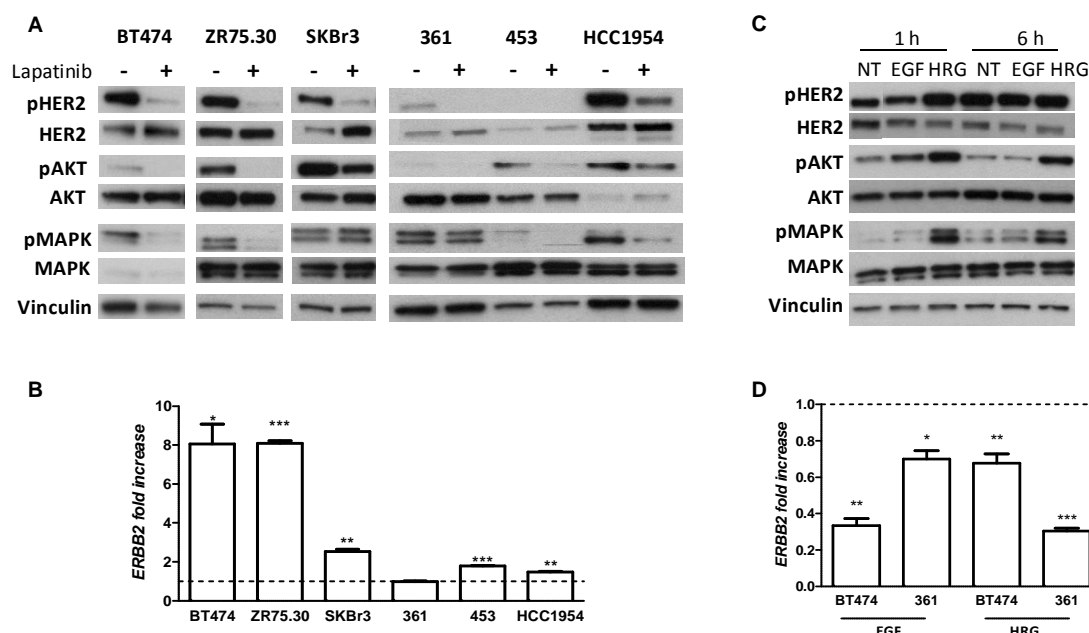 A
BT474 ZR75.30 SKBr3 361 453 HCC1954
Lapatinib - + - + - + - + - + - +
pHER2
HER2
pAKT
AKT
pMAPK
MAPK
Vinculin
C
1 h 6 h
NT EGF HRG NT EGF HRG
pHER2
HER2
pAKT
AKT
pMAPK
MAPK
Vinculin
B
ERBB2 fold increase
10
8
6
4
2
0
* *** ** *** **
BT474 ZR75.30 SKBr3 361 453 HCC1954
D
ERBB2 fold increase
1.0
0.8
0.6
0.4
0.2
0.0
** * ** ***
BT474 361 BT474 361
EGF HRG